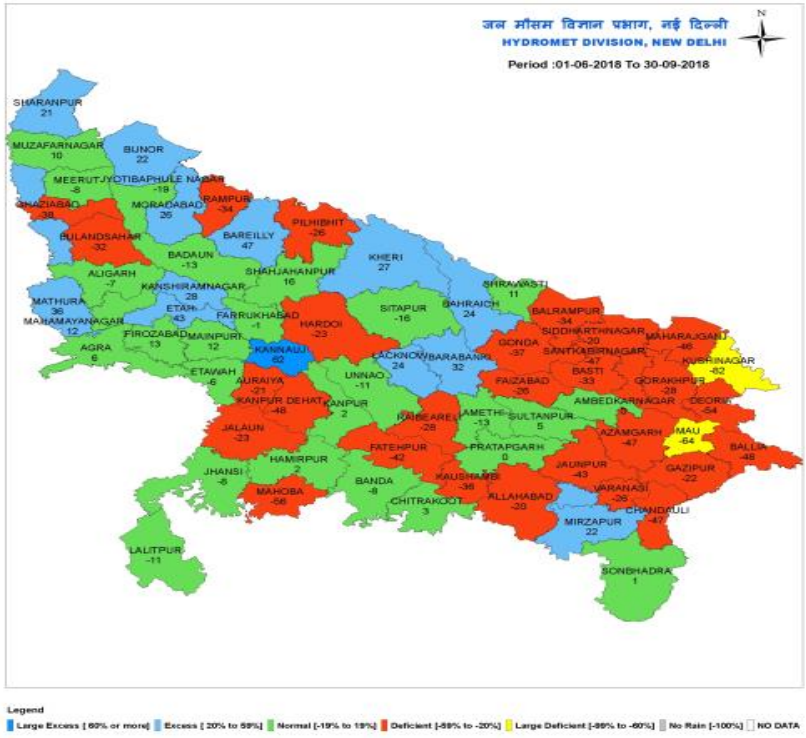 जल मौसम विज्ञान प्रभाग, नई दिल्ली
N
HYDROMET DIVISION, NEW DELHI
Period :01-06-2018 To 30-09-2018
SHARANPUR
21
MUZAFARNAGAR
10
BIJNOR
22
MEERUT
-8
JYOTIBAPHULE NAGAR
-19
GHAZIABAD
-38
MORADABAD
26
RAMPUR
-34
BULANDSAHAR
-32
BAREILLY
47
PILHIBHIT
-26
BADAUN
-13
KHERI
27
ALIGARH
-7
SHAHJAHANPUR
16
KANSHIRAMNAGAR
28
SHRAWASTI
11
MATHURA
36
ETAH
43
SITAPUR
-16
BAHRAICH
24
MAHAMAYANAGAR
12
FARRUKHABAD
-1
BALRAMPUR
-34
FIROZABAD
13
MAINPURI
12
HARDOI
-23
SIDDHARTHNAGAR
-20
MAHARAJGANJ
AGRA
6
KANNAUJ
LUCKNOW
24
BARABANKI
32
GONDA
-37
SANTKABIRNAGAR
-47
KUSHINAGAR
-82
ETAWAH
-6
UNNAO
-11
BASTI
-33
AURAIYA
-21
FAIZABAD
-26
GORAKHPUR
-28
KANPUR DEHAT
-48
KANPUR
2
AMBEDKARNAGAR
DEORIA
-54
JALAUN
-23
RAIBEARELI
-28
AMETHI
-13
SULTANPUR
5
AZAMGARH
-47
MAU
-64
FATEHPUR
-42
PRATAPGARH
BALLIA
-48
JHANSI
-8
HAMIRPUR
2
KAUSHAMBI
-36
JAUNPUR
-43
GAZIPUR
-22
MAHOBA
BANDA
-8
ALLAHABAD
VARANASI
-26
CHITRAKOOT
3
MIRZAPUR
22
CHANDAULI
-47
LALITPUR
-11
SONBHADRA
1
Legend
Large Excess [ 60% or more] Excess [ 20% to 59%] Normal [-19% to 19%] Deficient [-59% to -20%] Large Deficient [-99% to -60%] No Rain [-100%] NO DATA